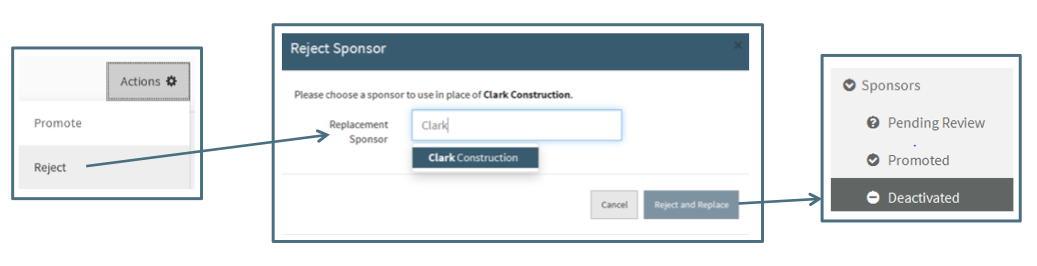 Actions
Promote
Reject
Reject Sponsor
×
Please choose a sponsor to use in place of Clark Construction.
Replacement
Sponsor
Clark
Clark Construction
Cancel
Reject and Replace
Sponsors
Pending Review
Promoted
Deactivated